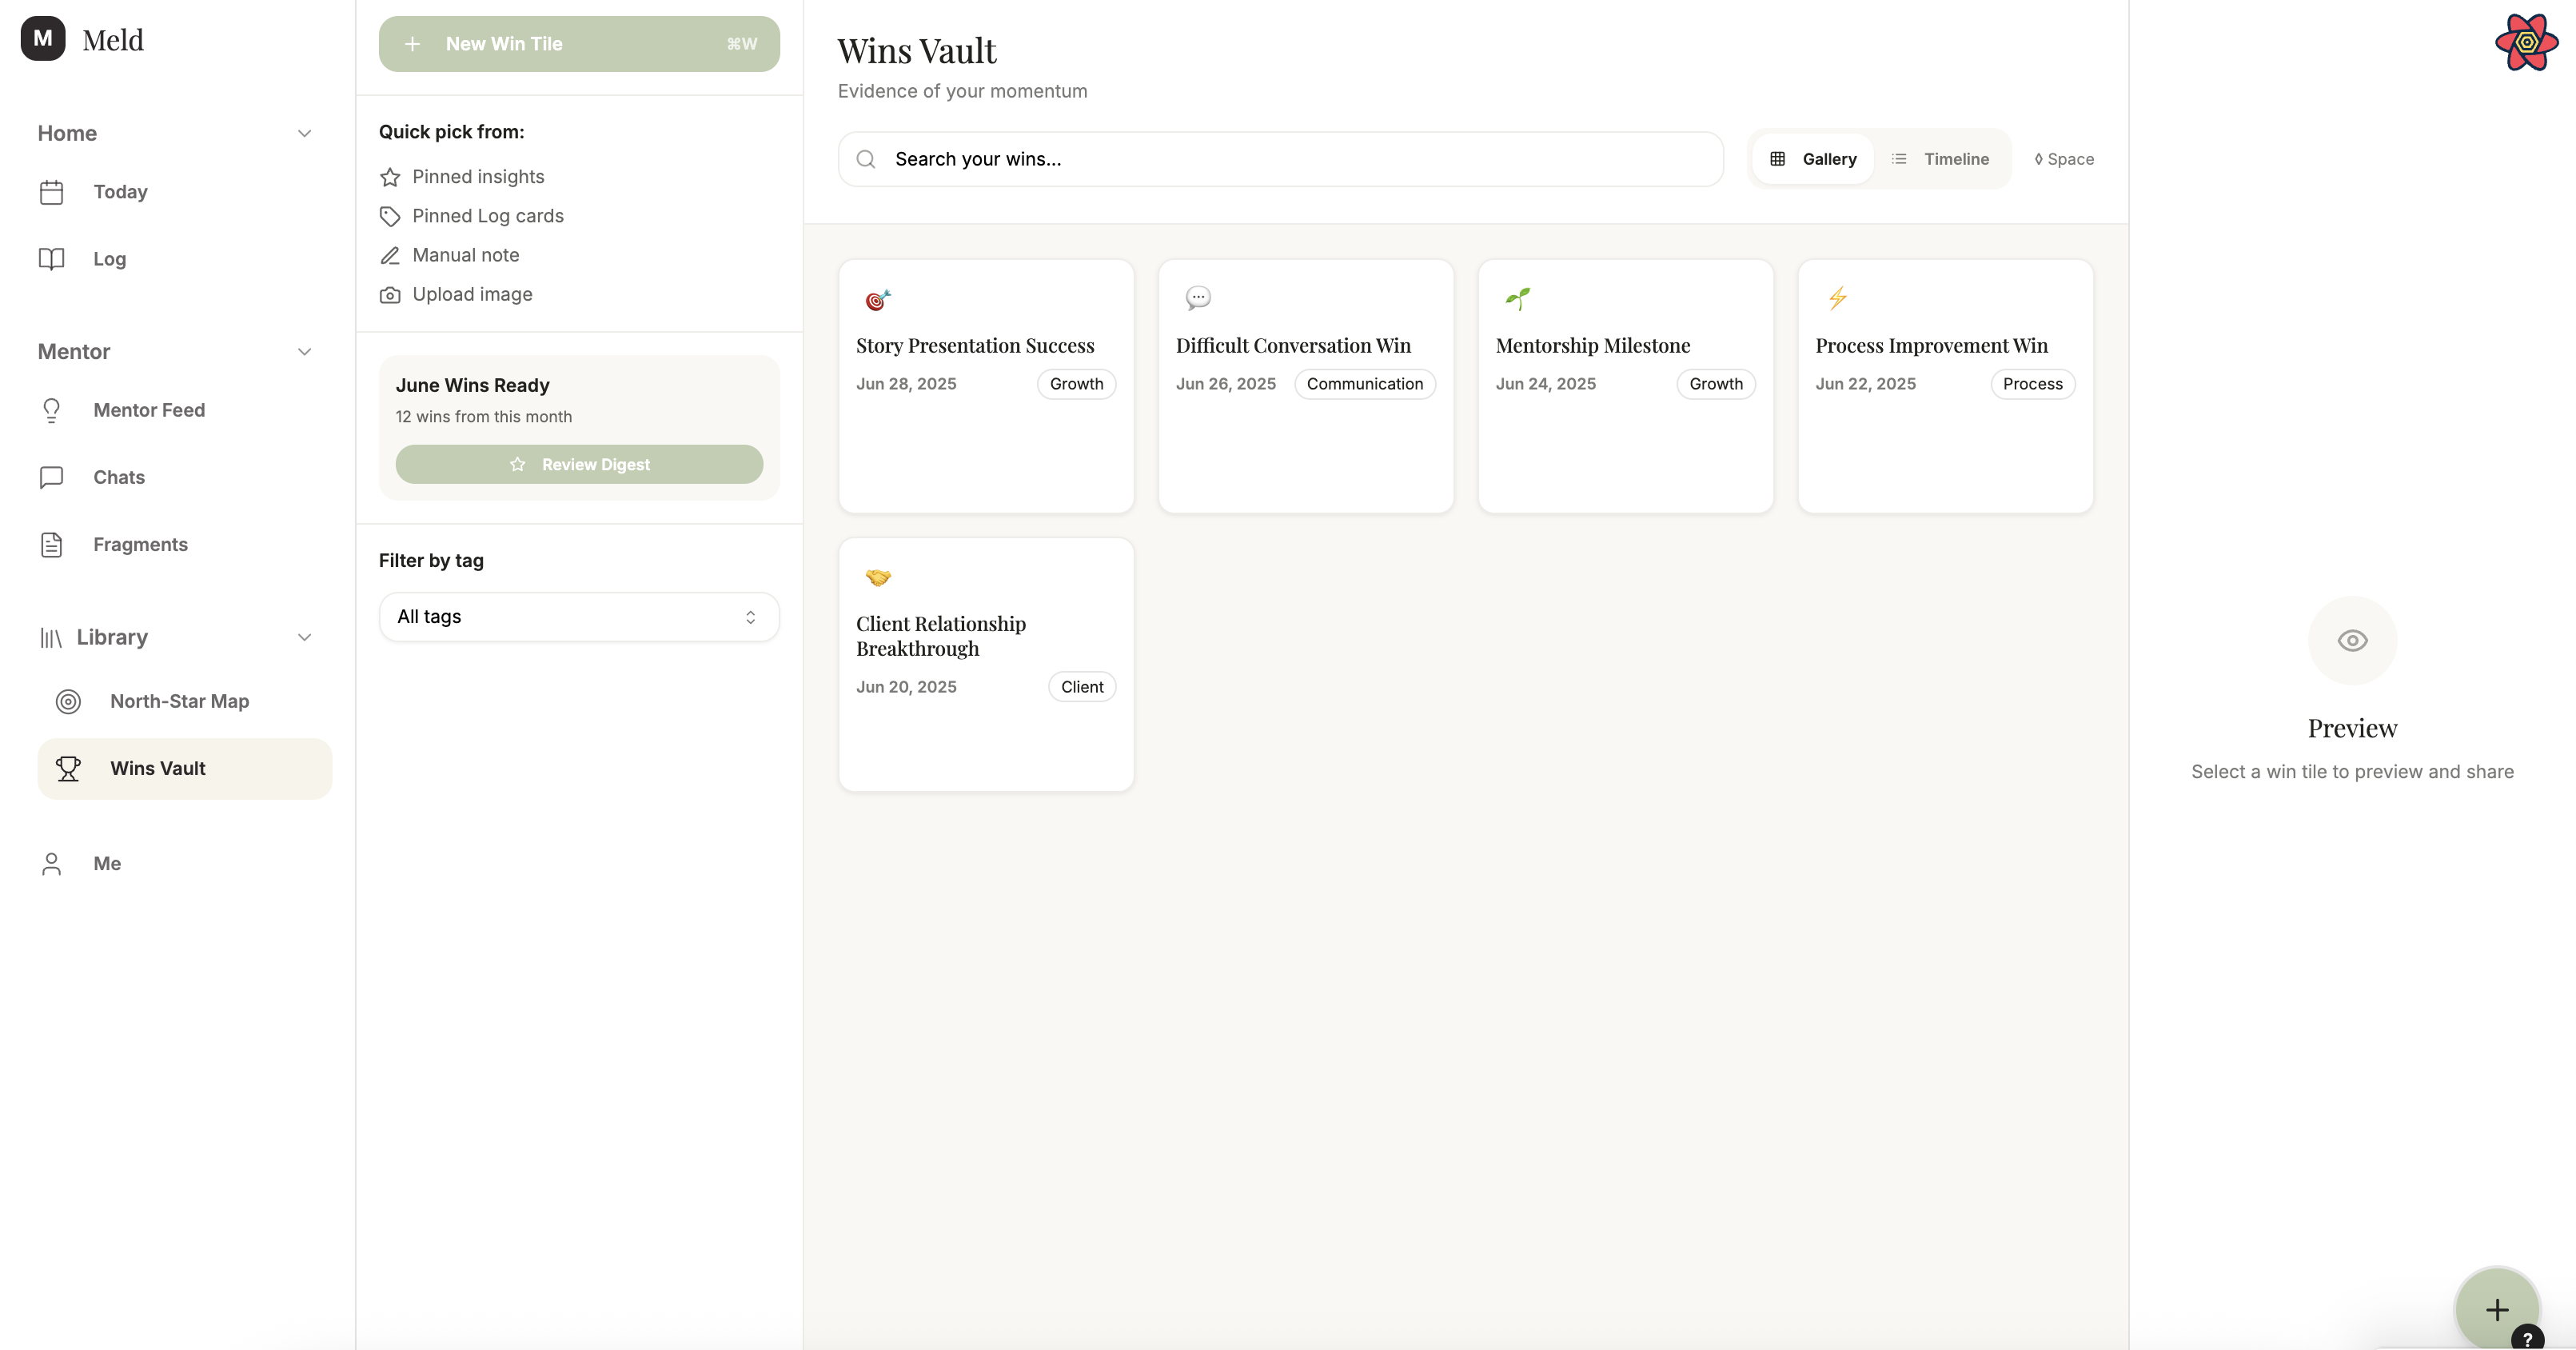 M Meld
Home
Today
Log
Mentor
Mentor Feed
Chats
Fragments
Library
North-Star Map
Wins Vault
Me
New Win Tile ⌘W
Quick pick from:
Pinned insights
Pinned Log cards
Manual note
Upload image
June Wins Ready
12 wins from this month
Review Digest
Filter by tag
All tags
Wins Vault
Evidence of your momentum
Search your wins...
Gallery Timeline ◊ Space
Story Presentation Success
Jun 28, 2025 Growth
Difficult Conversation Win
Jun 26, 2025 Communication
Mentorship Milestone
Jun 24, 2025 Growth
Process Improvement Win
Jun 22, 2025 Process
Client Relationship
Breakthrough
Jun 20, 2025 Client
Preview
Select a win tile to preview and share
?